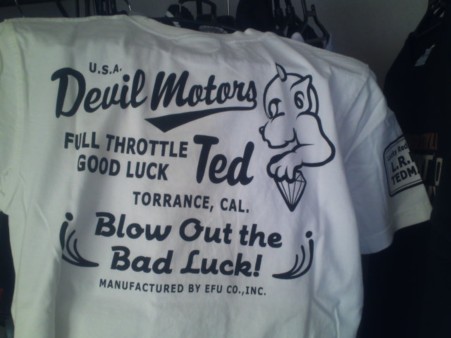 U.S.A.
Devil Motors
FULL THROTTLE
GOOD LUCK
Ted
TORRANCE, CAL.
Blow Out the
Bad Luck!
MANUFACTURED BY EFU CO.,INC.
L.R.
TEDM